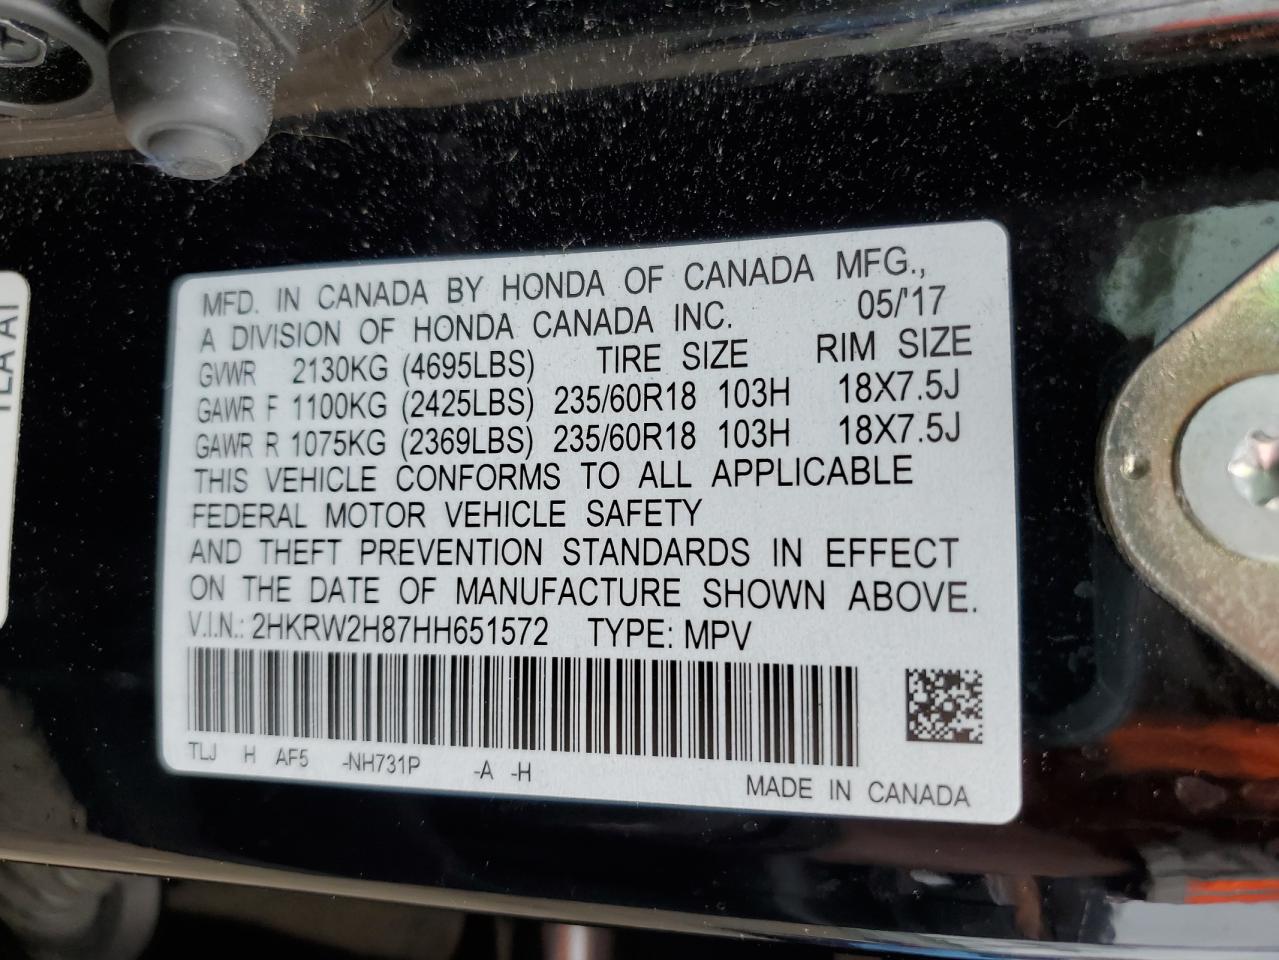 MFD. IN CANADA BY HONDA OF CANADA MFG.,
A DIVISION OF HONDA CANADA INC. 05/'17
GVWR 2130KG (4695LBS) TIRE SIZE RIM SIZE
GAWR F 1100KG (2425LBS) 235/60R18 103H 18X7.5J
GAWR R 1075KG (2369LBS) 235/60R18 103H 18X7.5J
THIS VEHICLE CONFORMS TO ALL APPLICABLE
FEDERAL MOTOR VEHICLE SAFETY
AND THEFT PREVENTION STANDARDS IN EFFECT
ON THE DATE OF MANUFACTURE SHOWN ABOVE.
V.I.N.: 2HKRW2H87HH651572 TYPE: MPV
TLJ H AF5 -NH731P -A -H
MADE IN CANADA